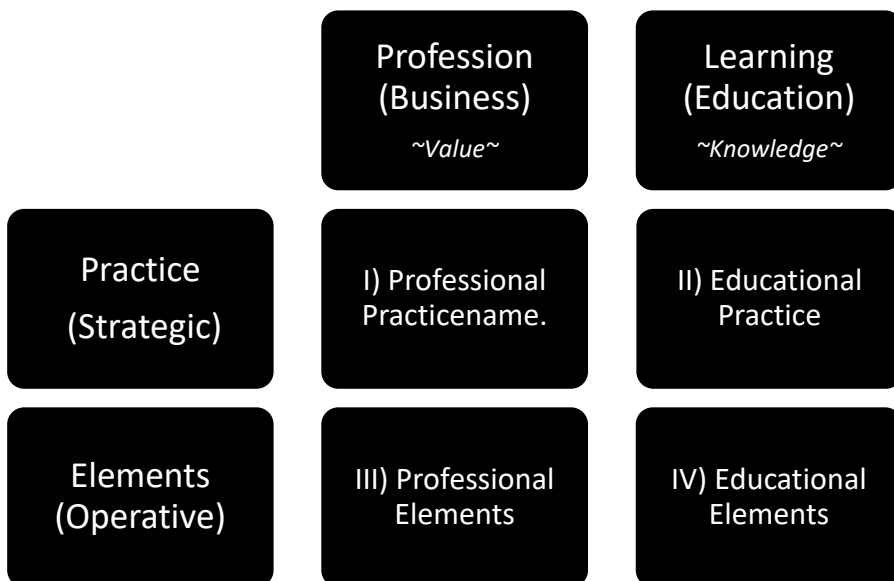 Profession
(Business)
~Value~
Learning
(Education)
~Knowledge~
Practice
(Strategic)
I) Professional
Practicename.
II) Educational
Practice
Elements
(Operative)
III) Professional
Elements
IV) Educational
Elements